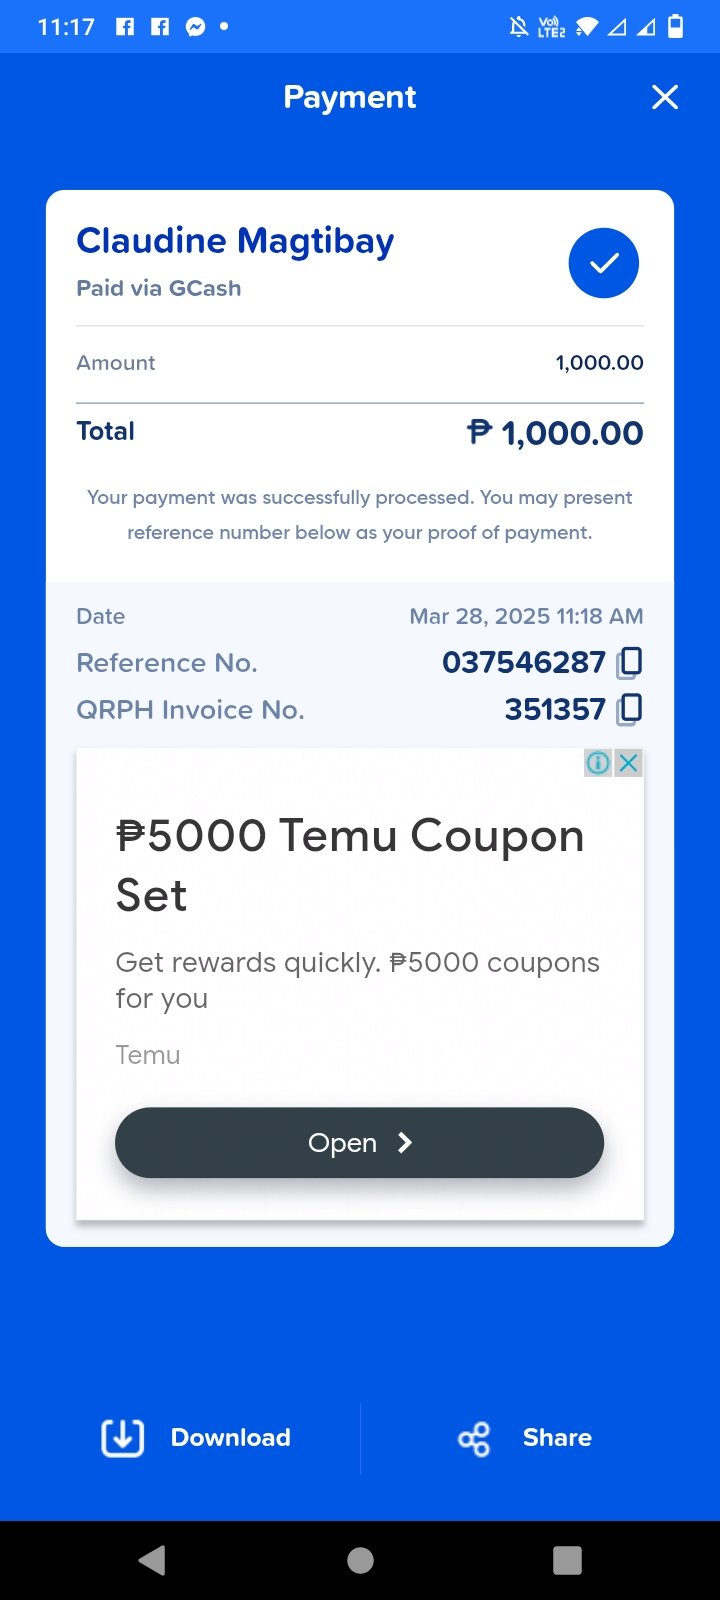 11:17
Vo)) LTE2
Payment
Claudine Magtibay
Paid via GCash
Amount 1,000.00
Total ₱ 1,000.00
Your payment was successfully processed. You may present
reference number below as your proof of payment.
Date Mar 28, 2025 11:18 AM
Reference No. 037546287
QRPH Invoice No. 351357
₱5000 Temu Coupon
Set
Get rewards quickly. ₱5000 coupons
for you
Temu
Open
Download Share